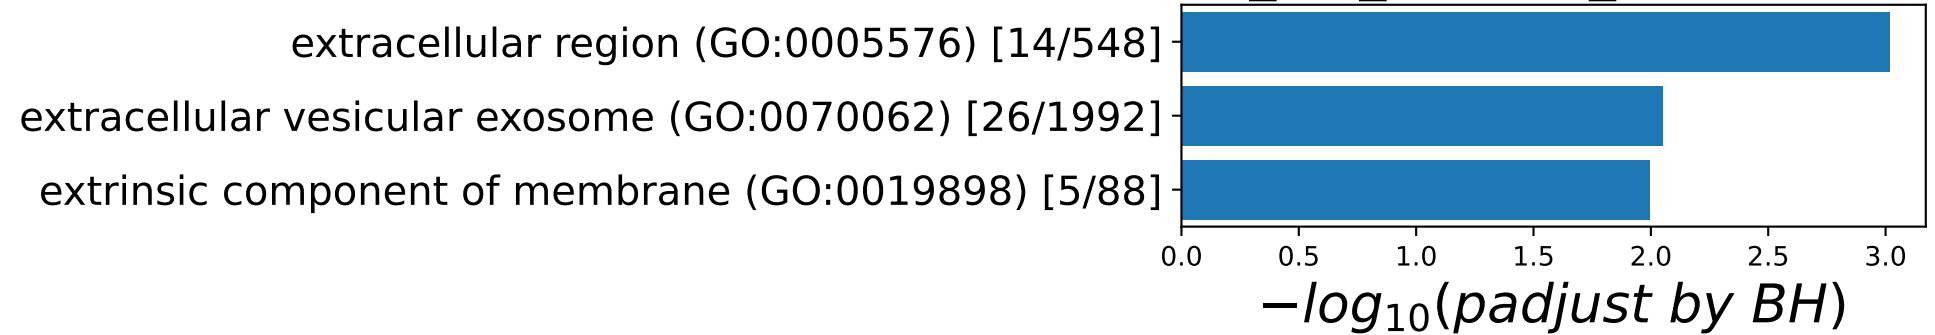 extracellular region (GO:0005576) [14/548]
extracellular vesicular exosome (GO:0070062) [26/1992]
extrinsic component of membrane (GO:0019898) [5/88]
0.0 0.5 1.0 1.5 2.0 2.5 3.0
−log₁₀(padjust by BH)